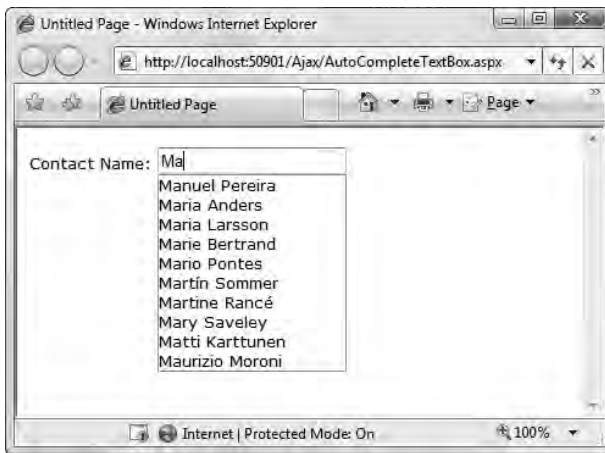 Untitled Page - Windows Internet Explorer
http://localhost:50901/Ajax/AutoCompleteTextBox.aspx
Untitled Page
Page
Contact Name: Ma
Manuel Pereira
Maria Anders
Maria Larsson
Marie Bertrand
Mario Pontes
Martín Sommer
Martine Rancé
Mary Saveley
Matti Karttunen
Maurizio Moroni
Internet | Protected Mode: On
100%